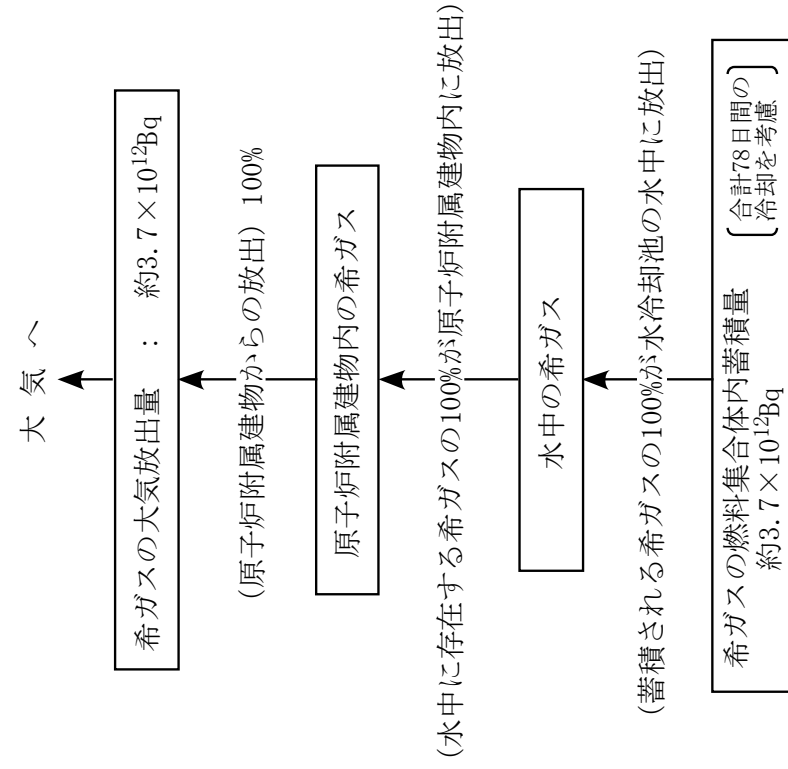 大 気 へ
希ガスの大気放出量 ： 約3.7×10¹²Bq
(原子炉附属建物からの放出) 100%
原子炉附属建物内の希ガス
(水中に存在する希ガスの100%が原子炉附属建物内に放出)
水中の希ガス
(蓄積される希ガスの100%が水冷却池の水中に放出)
希ガスの燃料集合体内蓄積量
約3.7×10¹²Bq
合計78日間の
冷却を考慮